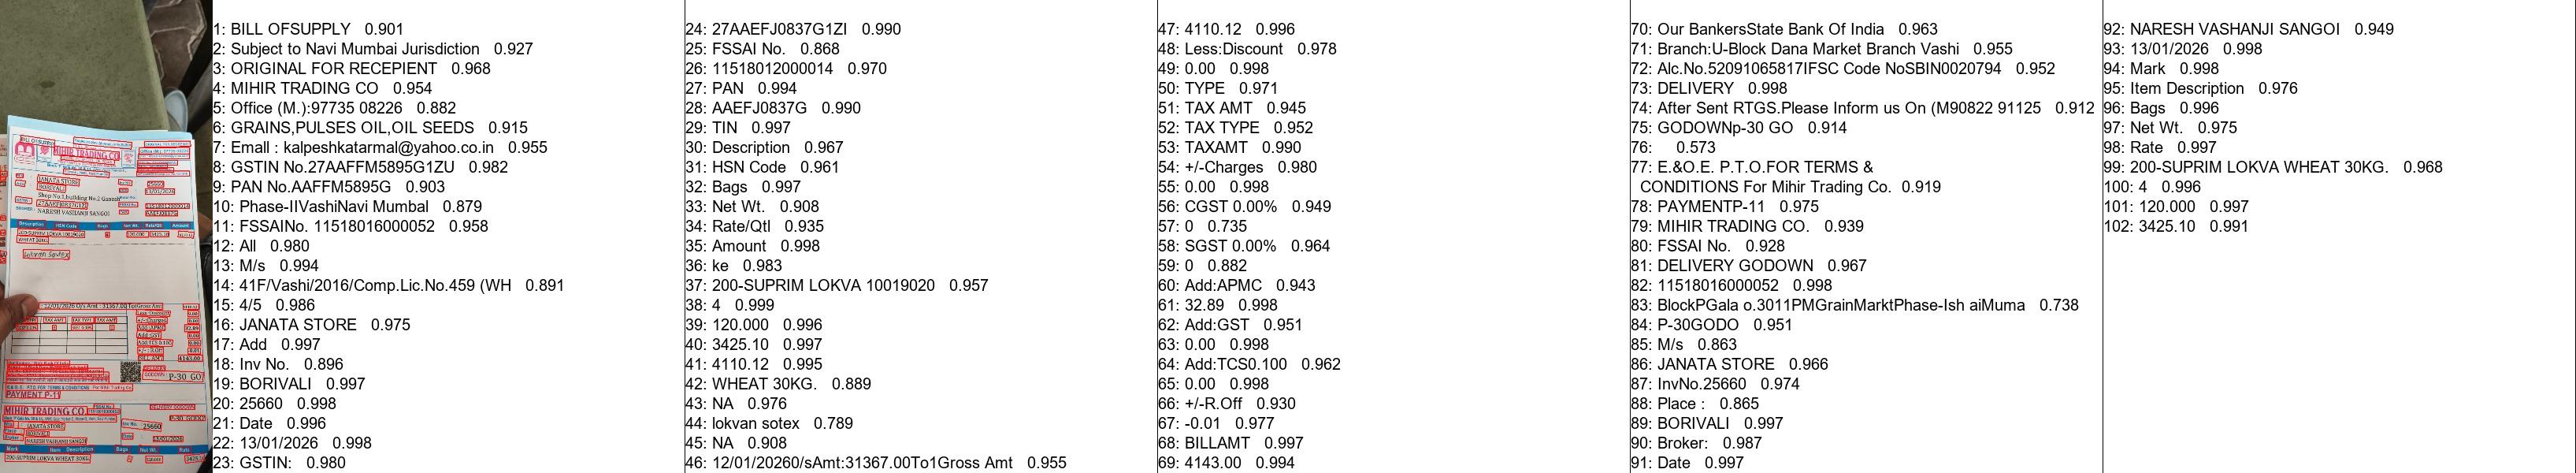 1: BILL OFSUPPLY 0.901
2: Subject to Navi Mumbai Jurisdiction 0.927
3: ORIGINAL FOR RECEPIENT 0.968
4: MIHIR TRADING CO 0.954
5: Office (M.):97735 08226 0.882
6: GRAINS,PULSES OIL,OIL SEEDS 0.915
7: Email : kalpeshkatarmal@yahoo.co.in 0.955
8: GSTIN No.27AAFFM5895G1ZU 0.982
9: PAN No.AAFFM5895G 0.903
10: Phase-IIVashiNavi Mumbal 0.879
11: FSSAINo. 11518016000052 0.958
12: All 0.980
13: M/s 0.994
14: 41F/Vashi/2016/Comp.Lic.No.459 (WH 0.891
15: 4/5 0.986
16: JANATA STORE 0.975
17: Add 0.997
18: Inv No. 0.896
19: BORIVALI 0.997
20: 25660 0.998
21: Date 0.996
22: 13/01/2026 0.998
23: GSTIN: 0.980
24: 27AAEFJ0837G1ZI 0.990
25: FSSAI No. 0.868
26: 11518012000014 0.970
27: PAN 0.994
28: AAEFJ0837G 0.990
29: TIN 0.997
30: Description 0.967
31: HSN Code 0.961
32: Bags 0.997
33: Net Wt. 0.908
34: Rate/Qtl 0.935
35: Amount 0.998
36: ke 0.983
37: 200-SUPRIM LOKVA 10019020 0.957
38: 4 0.999
39: 120.000 0.996
40: 3425.10 0.997
41: 4110.12 0.995
42: WHEAT 30KG. 0.889
43: NA 0.976
44: lokvan sotex 0.789
45: NA 0.908
46: 12/01/20260/sAmt:31367.00To1Gross Amt 0.955
47: 4110.12 0.996
48: Less:Discount 0.978
49: 0.00 0.998
50: TYPE 0.971
51: TAX AMT 0.945
52: TAX TYPE 0.952
53: TAXAMT 0.990
54: +/-Charges 0.980
55: 0.00 0.998
56: CGST 0.00% 0.949
57: 0 0.735
58: SGST 0.00% 0.964
59: 0 0.882
60: Add:APMC 0.943
61: 32.89 0.998
62: Add:GST 0.951
63: 0.00 0.998
64: Add:TCS0.100 0.962
65: 0.00 0.998
66: +/-R.Off 0.930
67: -0.01 0.977
68: BILLAMT 0.997
69: 4143.00 0.994
70: Our BankersState Bank Of India 0.963
71: Branch:U-Block Dana Market Branch Vashi 0.955
72: Alc.No.52091065817IFSC Code NoSBIN0020794 0.952
73: DELIVERY 0.998
74: After Sent RTGS.Please Inform us On (M90822 91125 0.912
75: GODOWNp-30 GO 0.914
76: 0.573
77: E.&O.E. P.T.O.FOR TERMS &
CONDITIONS For Mihir Trading Co. 0.919
78: PAYMENTP-11 0.975
79: MIHIR TRADING CO. 0.939
80: FSSAI No. 0.928
81: DELIVERY GODOWN 0.967
82: 11518016000052 0.998
83: BlockPGala o.3011PMGrainMarktPhase-Ish aiMuma 0.738
84: P-30GODO 0.951
85: M/s 0.863
86: JANATA STORE 0.966
87: InvNo.25660 0.974
88: Place : 0.865
89: BORIVALI 0.997
90: Broker: 0.987
91: Date 0.997
92: NARESH VASHANJI SANGOI 0.949
93: 13/01/2026 0.998
94: Mark 0.998
95: Item Description 0.976
96: Bags 0.996
97: Net Wt. 0.975
98: Rate 0.997
99: 200-SUPRIM LOKVA WHEAT 30KG. 0.968
100: 4 0.996
101: 120.000 0.997
102: 3425.10 0.991